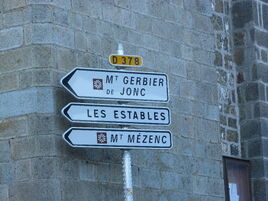 D 378
MT GERBIER
DE JONC
LES ESTABLES
MT MÉZENC